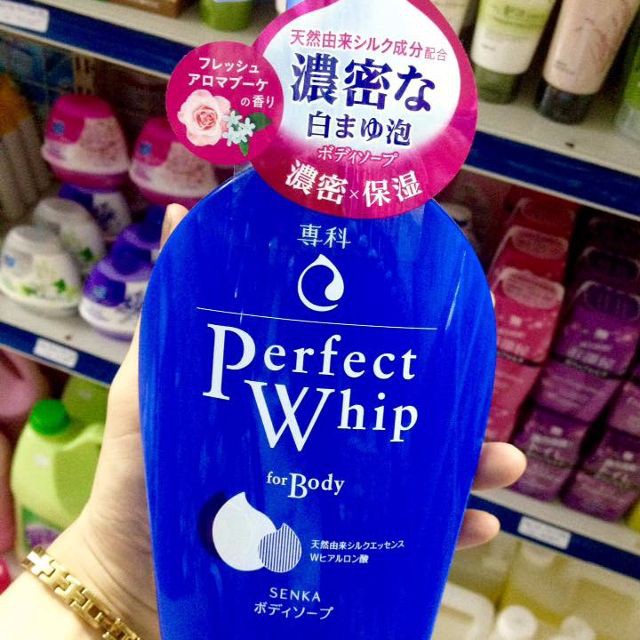 天然由来シルク成分配合
濃密な
白まゆ泡
ボディソープ
濃密×保湿
フレッシュ
アロマブーケ
の香り
専科
Perfect
Whip
for Body
天然由来シルクエッセンス
Wヒアルロン酸
SENKA
ボディソープ